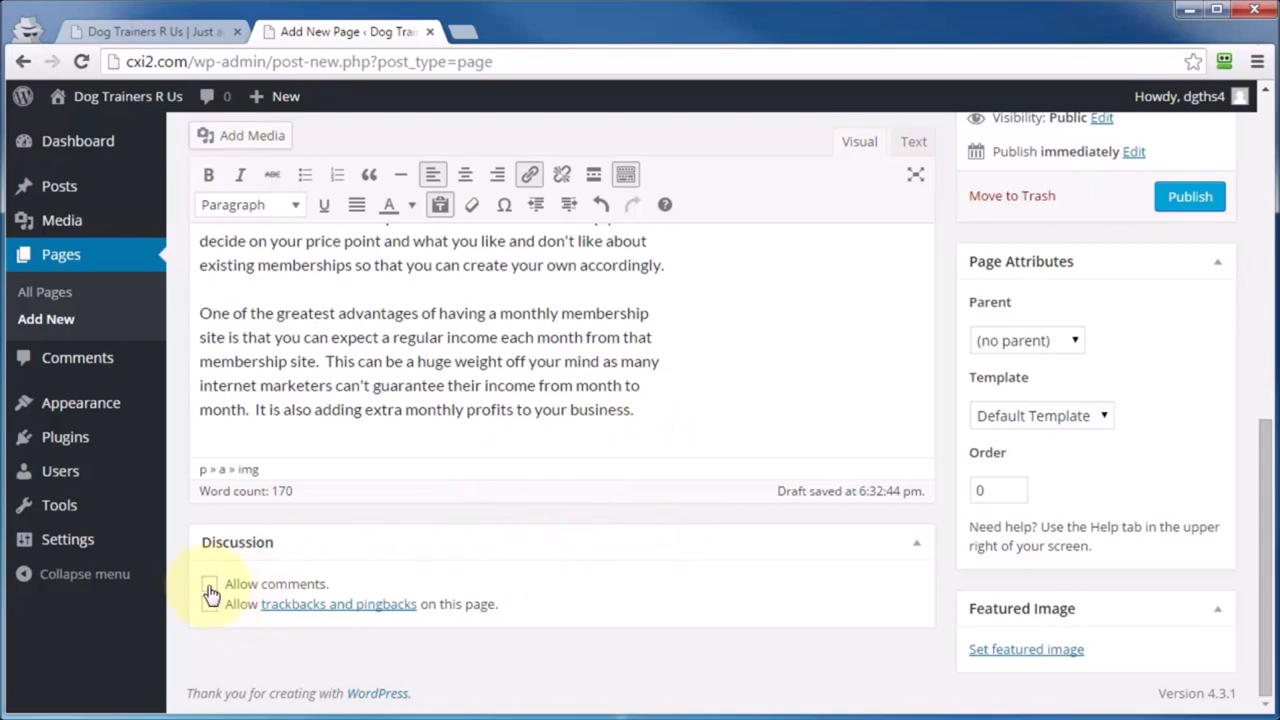 Dog Trainers R Us | Just a
Add New Page ‹ Dog Trai
cxi2.com/wp-admin/post-new.php?post_type=page
Dog Trainers R Us
0
New
Howdy, dgths4
Dashboard
Posts
Media
Pages
All Pages
Add New
Comments
Appearance
Plugins
Users
Tools
Settings
Collapse menu
Add Media
Visual
Text
B I ABC
Paragraph
U
A
decide on your price point and what you like and don't like about
existing memberships so that you can create your own accordingly.
One of the greatest advantages of having a monthly membership
site is that you can expect a regular income each month from that
membership site.  This can be a huge weight off your mind as many
internet marketers can't guarantee their income from month to
month.  It is also adding extra monthly profits to your business.
p » a » img
Word count: 170
Draft saved at 6:32:44 pm.
Discussion
Allow comments.
Allow trackbacks and pingbacks on this page.
Visibility: Public Edit
Publish immediately Edit
Move to Trash
Publish
Page Attributes
Parent
(no parent)
Template
Default Template
Order
0
Need help? Use the Help tab in the upper
right of your screen.
Featured Image
Set featured image
Thank you for creating with WordPress.
Version 4.3.1